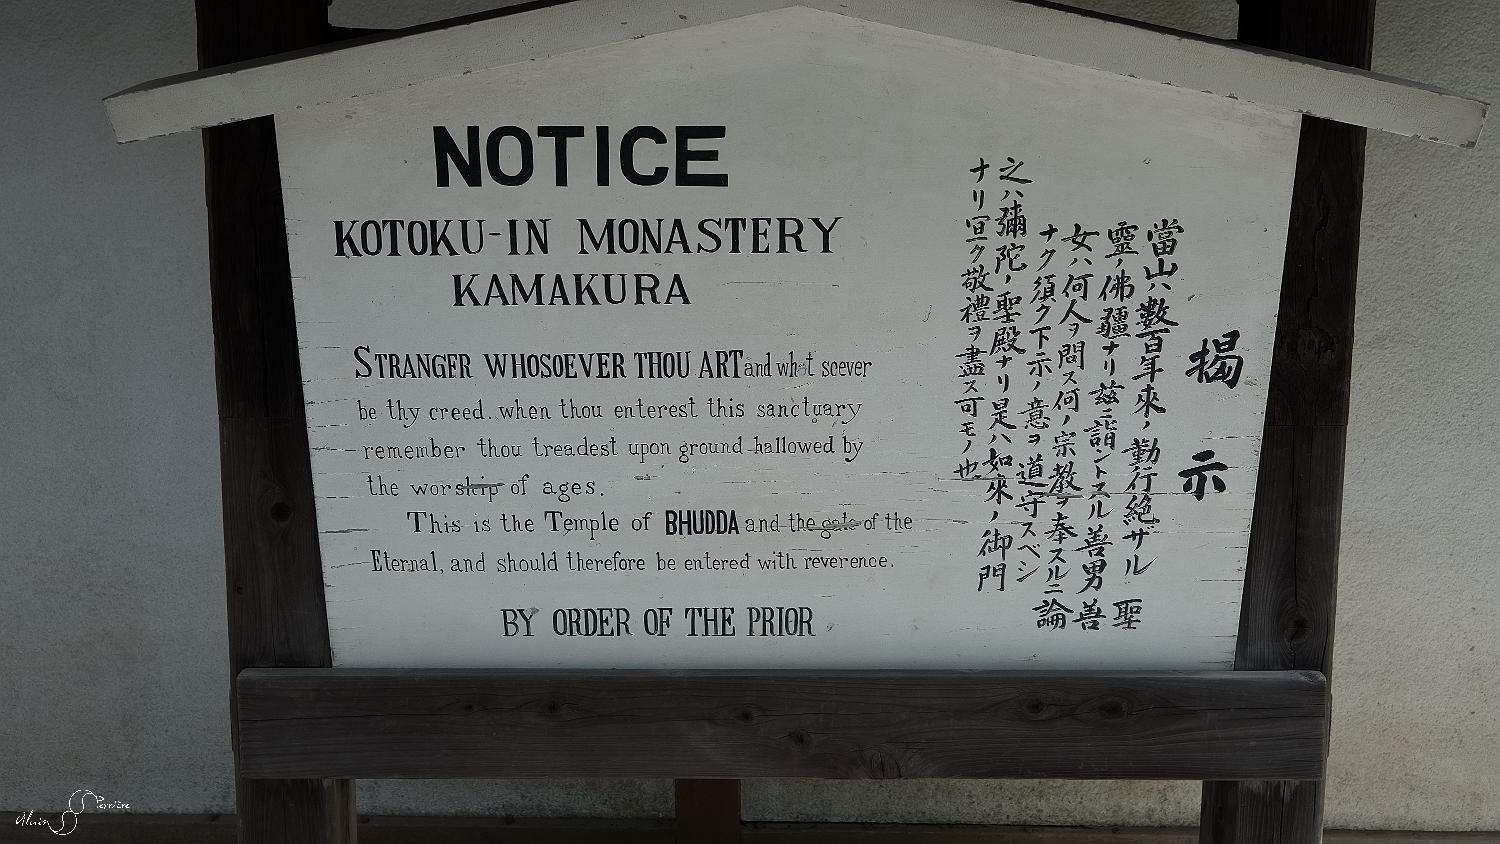 NOTICE
KOTOKU-IN MONASTERY
KAMAKURA
STRANGER WHOSOEVER THOU ART and what soever
be thy creed. when thou enterest this sanctuary
remember thou treadest upon ground hallowed by
the worship of ages.
This is the Temple of BHUDDA and the gate of the
Eternal, and should therefore be entered with reverence.
BY ORDER OF THE PRIOR
揭示
當山ハ數百年來ノ勤行絶ザル聖
靈ノ佛疆ナリ茲ニ詣ントスル善男善
女ハ何人ヲ問ス何ノ宗教ヲ奉スルニ論
ナク須ク下示ノ意ヲ道守スベシ
之ハ彌陀ノ聖殿ナリ是ハ如來ノ御門
ナリ宜ク敬禮ヲ盡ス可モノ也
Alain Perrière